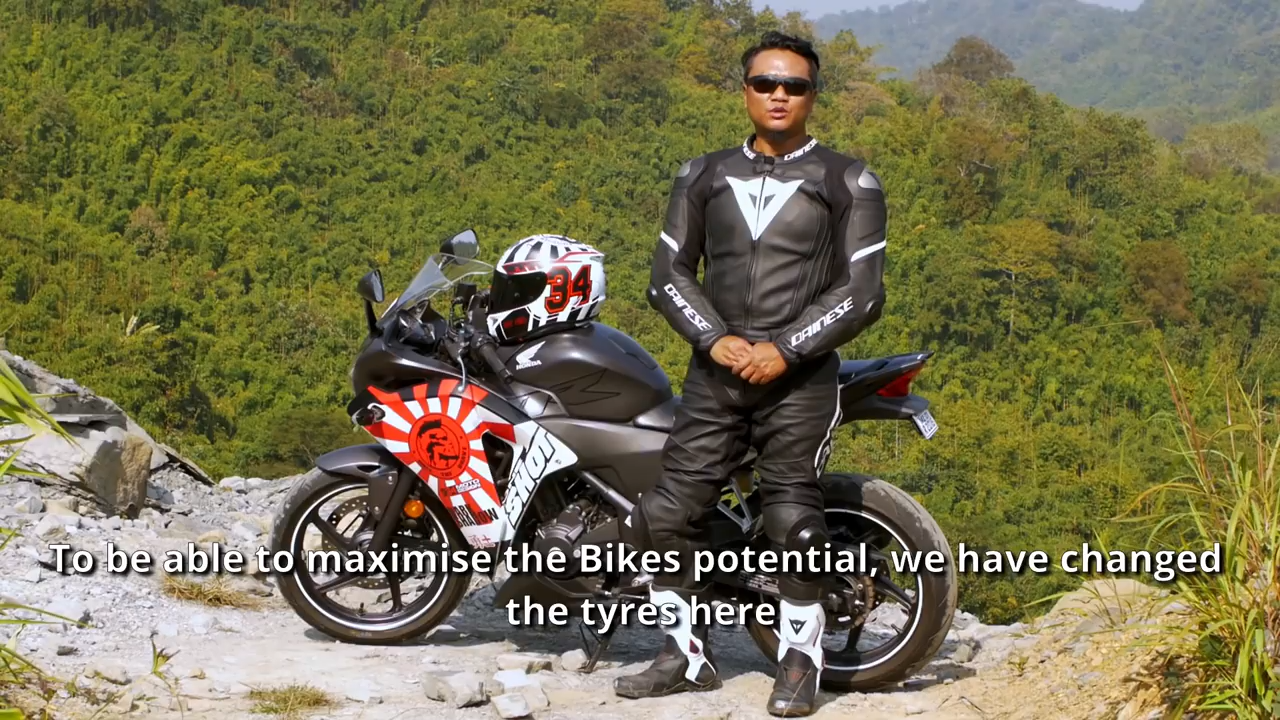 DAINESE
DAINESE
DAINESE
34
HONDA
SHOT
To be able to maximise the Bikes potential, we have changed
the tyres here